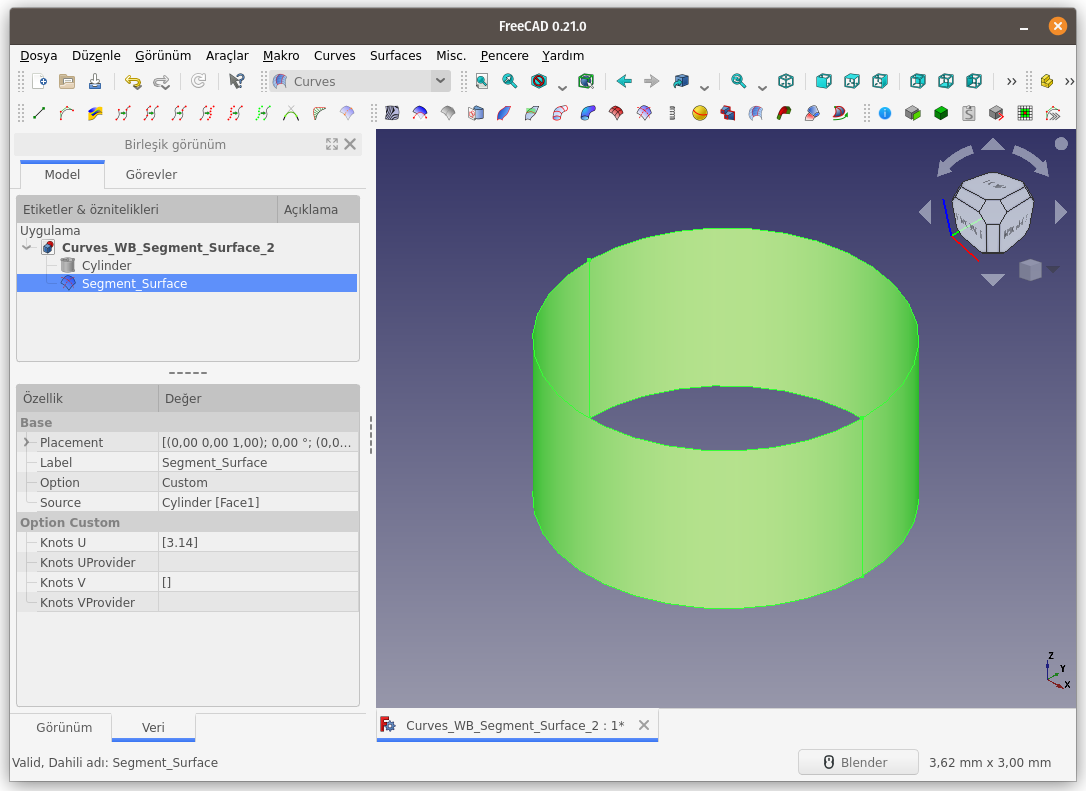 FreeCAD 0.21.0
Dosya Düzenle Görünüm Araçlar Makro Curves Surfaces Misc. Pencere Yardım
Curves
Birleşik görünüm
Model Görevler
Etiketler & öznitelikleri Açıklama
Uygulama
Curves_WB_Segment_Surface_2
Cylinder
Segment_Surface
Özellik Değer
Base
Placement [(0,00 0,00 1,00); 0,00 °; (0,0...
Label Segment_Surface
Option Custom
Source Cylinder [Face1]
Option Custom
Knots U [3.14]
Knots UProvider
Knots V []
Knots VProvider
Z
Y
X
Görünüm Veri
Curves_WB_Segment_Surface_2 : 1*
Valid, Dahili adı: Segment_Surface
Blender 3,62 mm x 3,00 mm